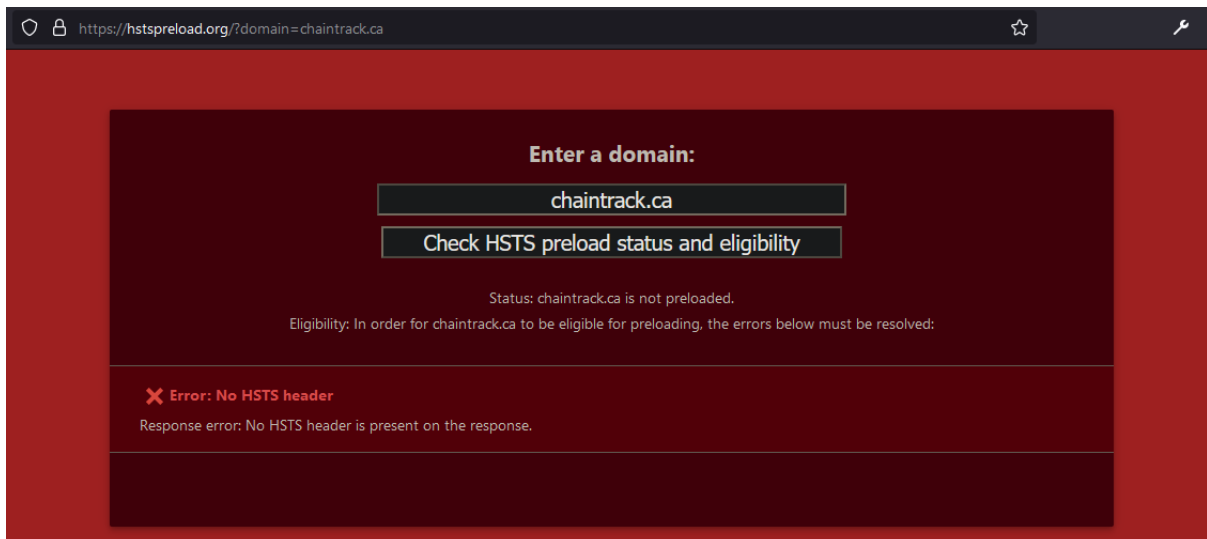 https://hstspreload.org/?domain=chaintrack.ca
Enter a domain:
chaintrack.ca
Check HSTS preload status and eligibility
Status: chaintrack.ca is not preloaded.
Eligibility: In order for chaintrack.ca to be eligible for preloading, the errors below must be resolved:
Error: No HSTS header
Response error: No HSTS header is present on the response.